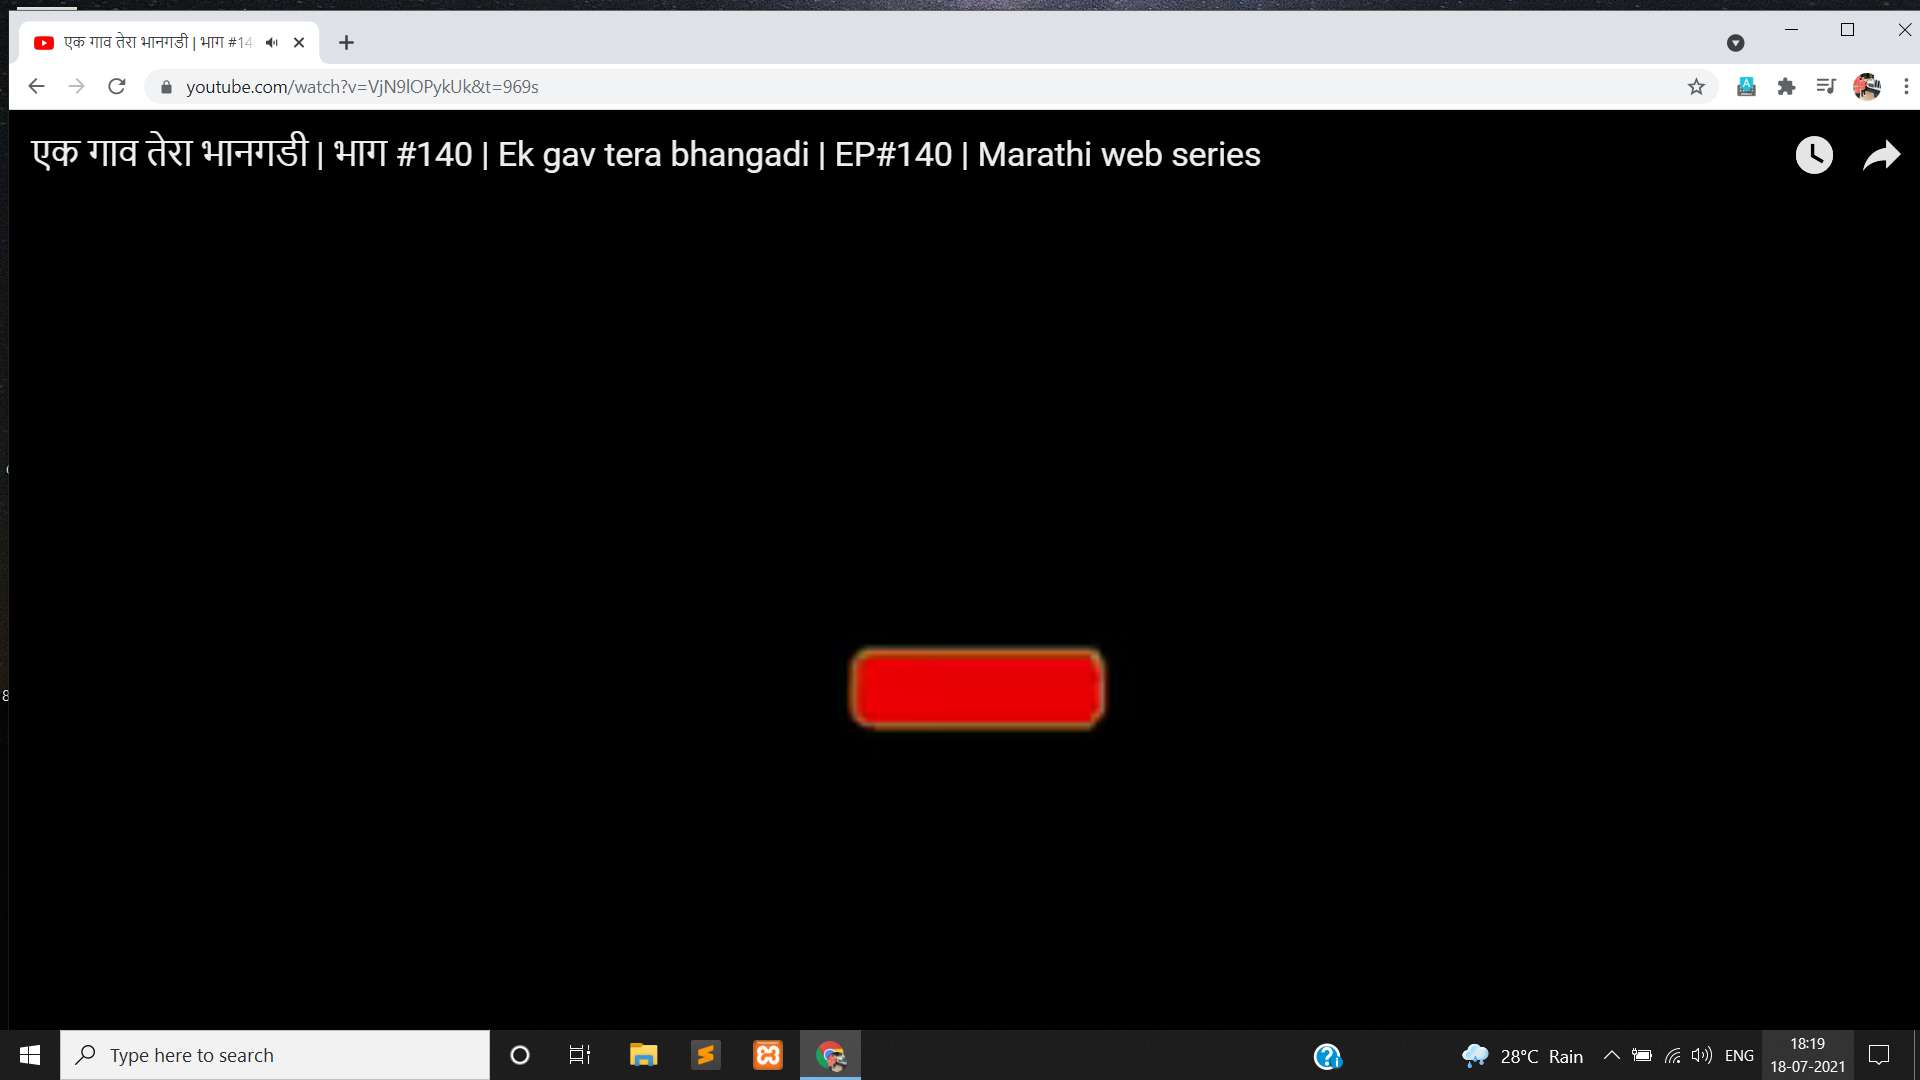 एक गाव तेरा भानगडी | भाग #14
youtube.com/watch?v=VjN9lOPykUk&t=969s
एक गाव तेरा भानगडी | भाग #140 | Ek gav tera bhangadi | EP#140 | Marathi web series
8
Type here to search
28°C Rain
ENG
18:19
18-07-2021